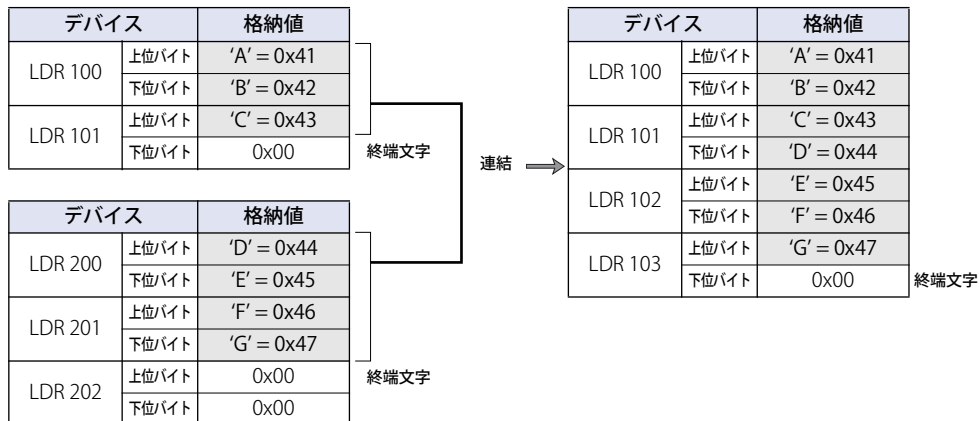 デバイス 格納値
LDR 100 上位バイト ‘A’ = 0x41
下位バイト ‘B’ = 0x42
LDR 101 上位バイト ‘C’ = 0x43
下位バイト 0x00 終端文字
デバイス 格納値
LDR 200 上位バイト ‘D’ = 0x44
下位バイト ‘E’ = 0x45
LDR 201 上位バイト ‘F’ = 0x46
下位バイト ‘G’ = 0x47
LDR 202 上位バイト 0x00 終端文字
下位バイト 0x00
連結
デバイス 格納値
LDR 100 上位バイト ‘A’ = 0x41
下位バイト ‘B’ = 0x42
LDR 101 上位バイト ‘C’ = 0x43
下位バイト ‘D’ = 0x44
LDR 102 上位バイト ‘E’ = 0x45
下位バイト ‘F’ = 0x46
LDR 103 上位バイト ‘G’ = 0x47
下位バイト 0x00 終端文字